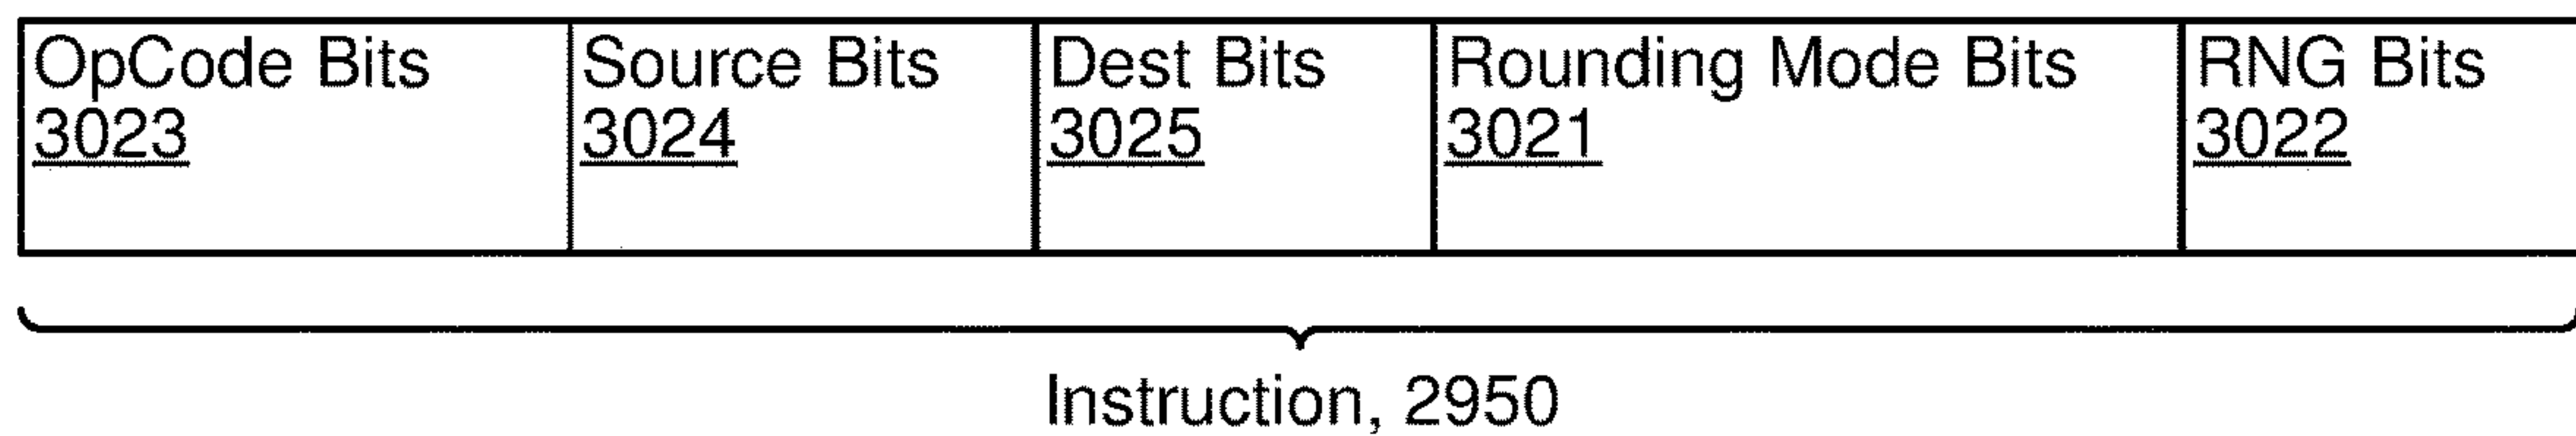 OpCode Bits Source Bits Dest Bits Rounding Mode Bits RNG Bits
3023 3024 3025 3021 3022
Instruction, 2950